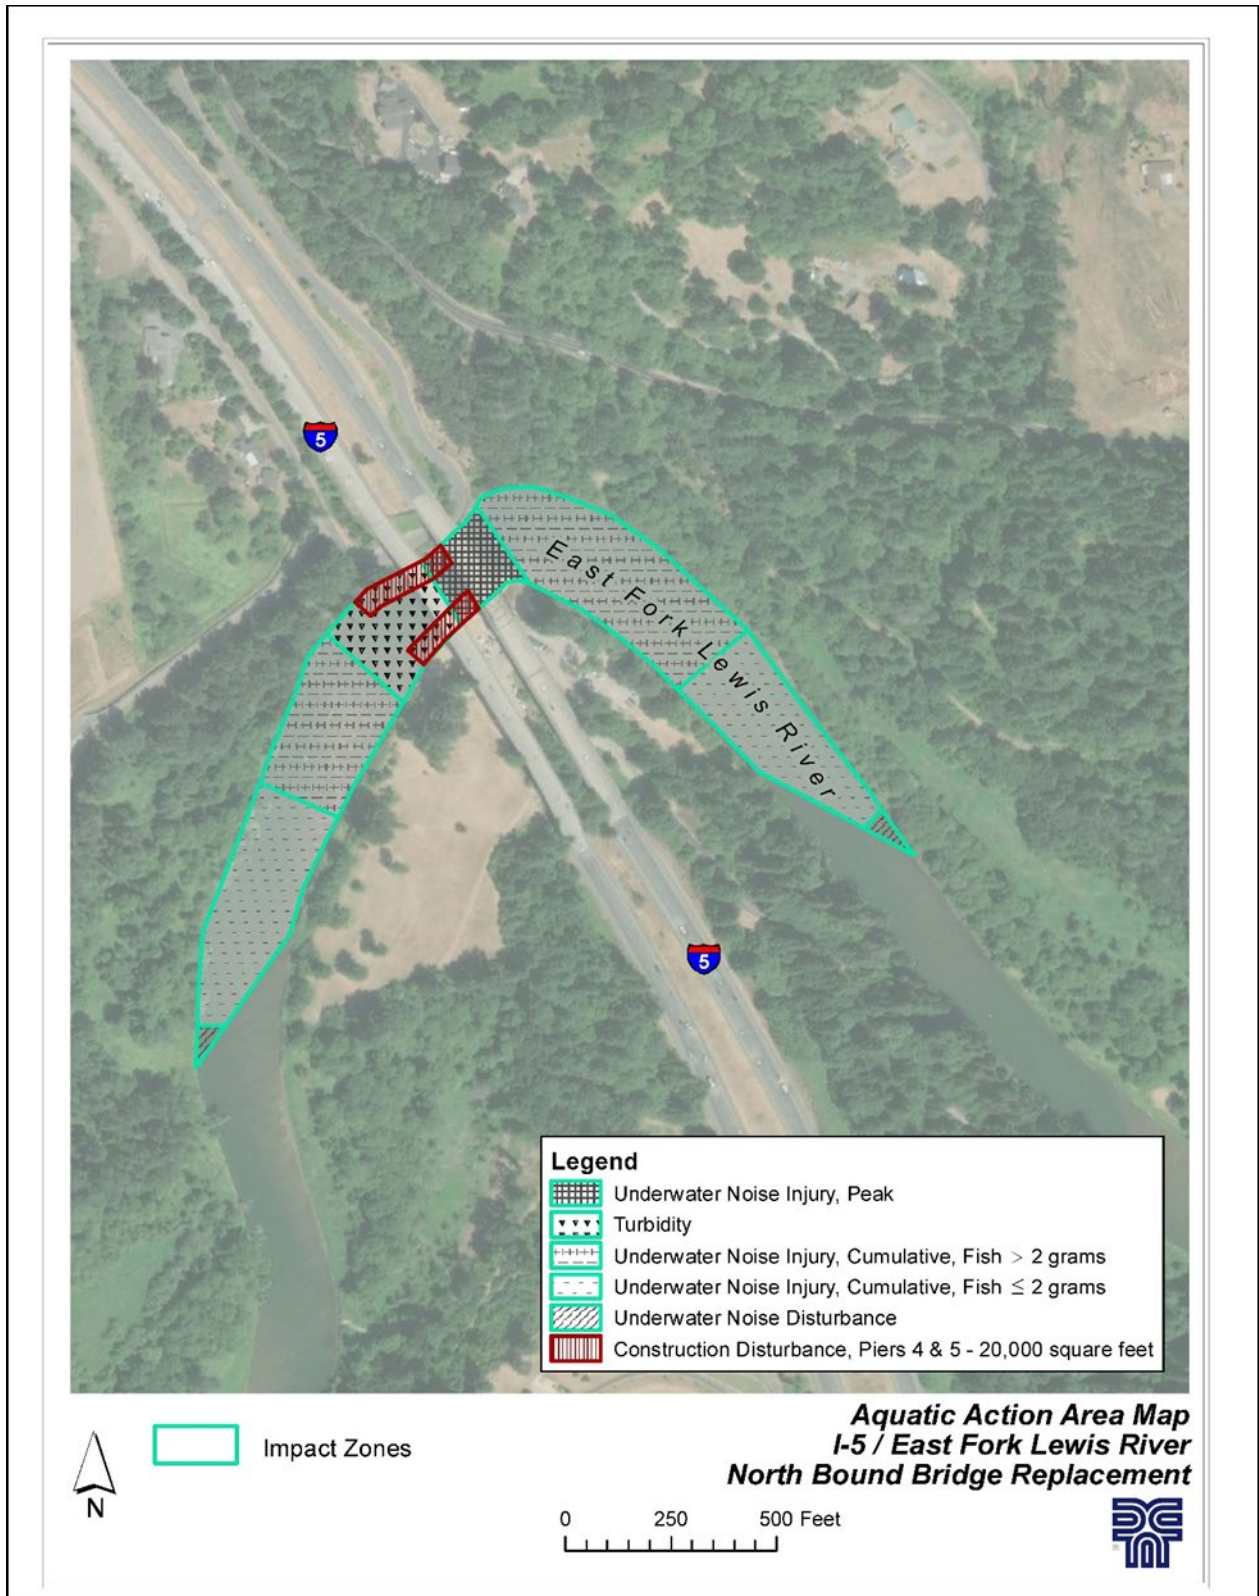 5
East Fork Lewis River
5
Legend
Underwater Noise Injury, Peak
Turbidity
Underwater Noise Injury, Cumulative, Fish > 2 grams
Underwater Noise Injury, Cumulative, Fish ≤ 2 grams
Underwater Noise Disturbance
Construction Disturbance, Piers 4 & 5 - 20,000 square feet
Aquatic Action Area Map
I-5 / East Fork Lewis River
North Bound Bridge Replacement
Impact Zones
N
0 250 500 Feet
®